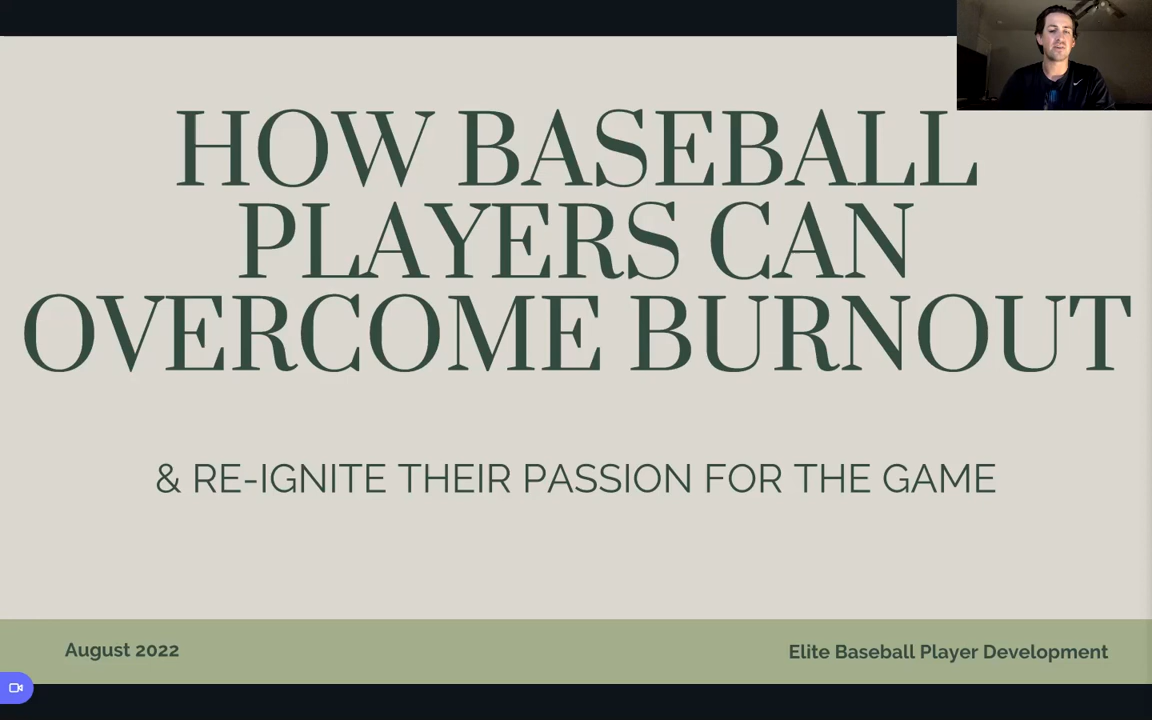 HOW BASEBALL
PLAYERS CAN
OVERCOME BURNOUT
& RE-IGNITE THEIR PASSION FOR THE GAME
August 2022
Elite Baseball Player Development